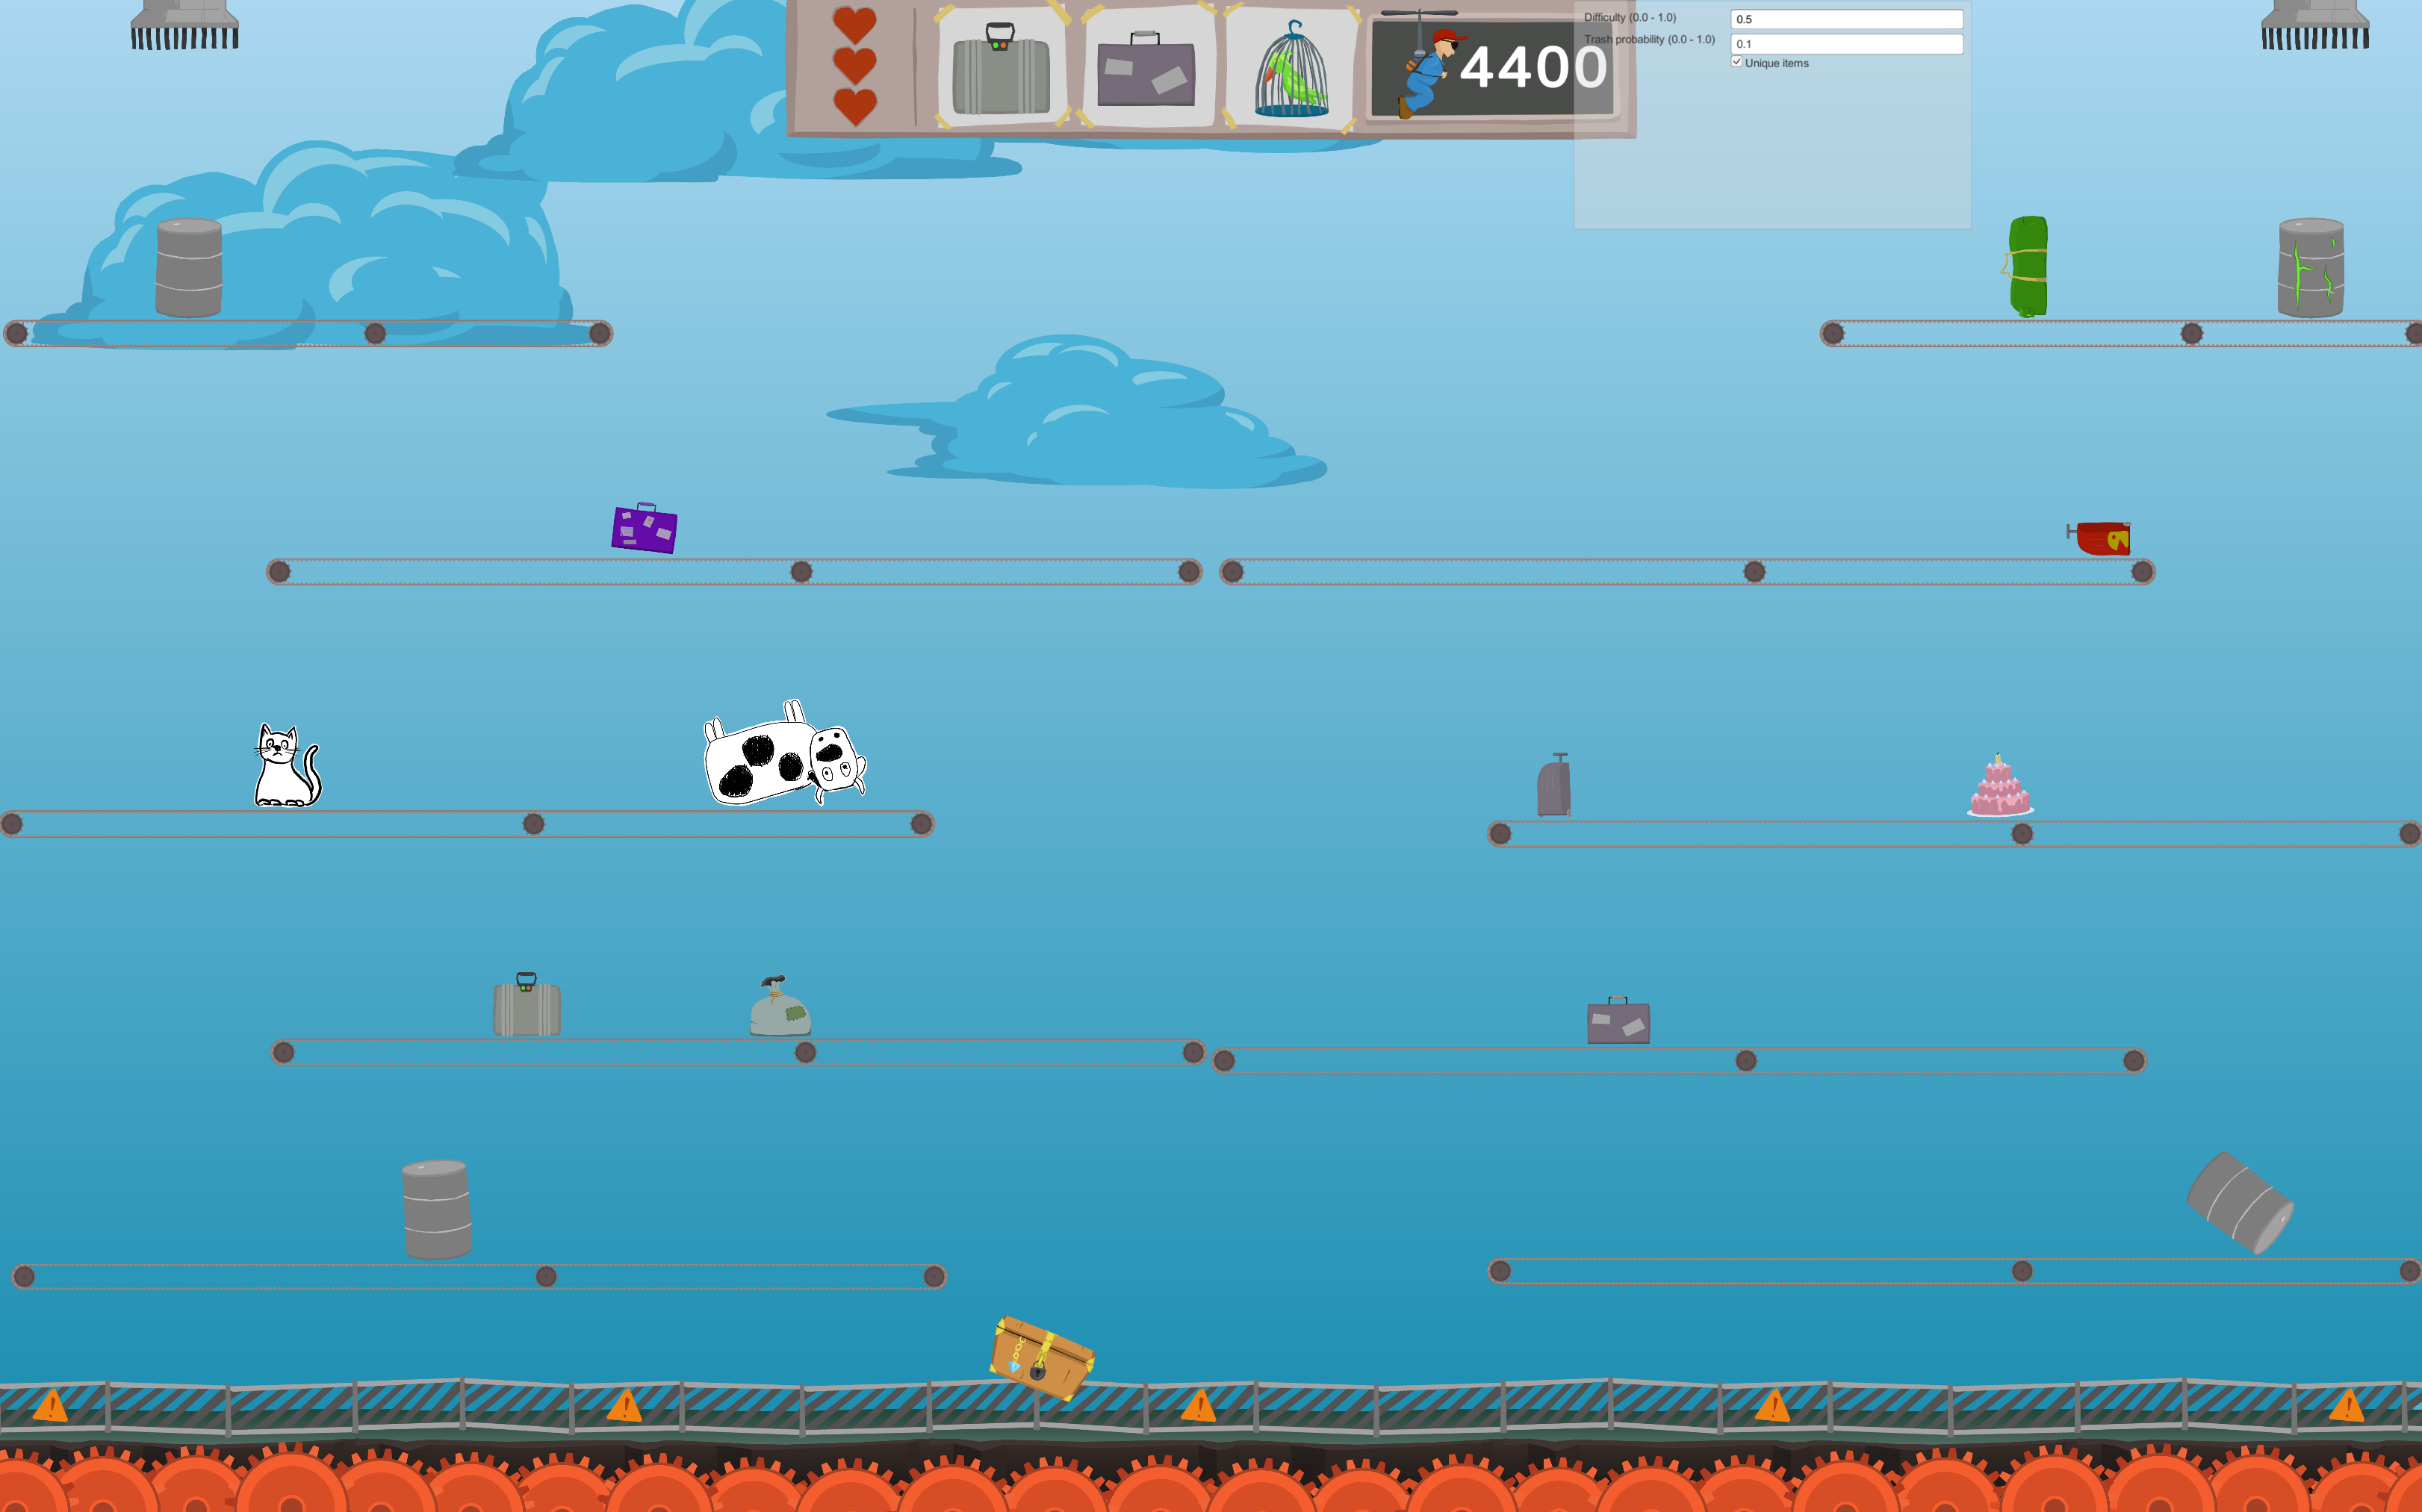 4400
Difficulty (0.0 - 1.0)
0.5
Trash probability (0.0 - 1.0)
0.1
Unique items